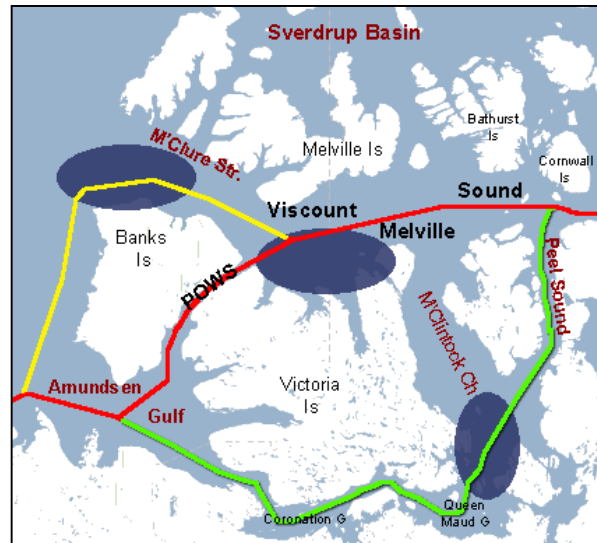 Sverdrup Basin
M'Clure Str.
Melville Is
Bathurst
Is
Cornwall
Is
Viscount
Sound
Melville
Banks
Is
POWS
Peel Sound
M'Clintock Ch
Amundsen
Gulf
Victoria
Is
Coronation G
Queen
Maud G